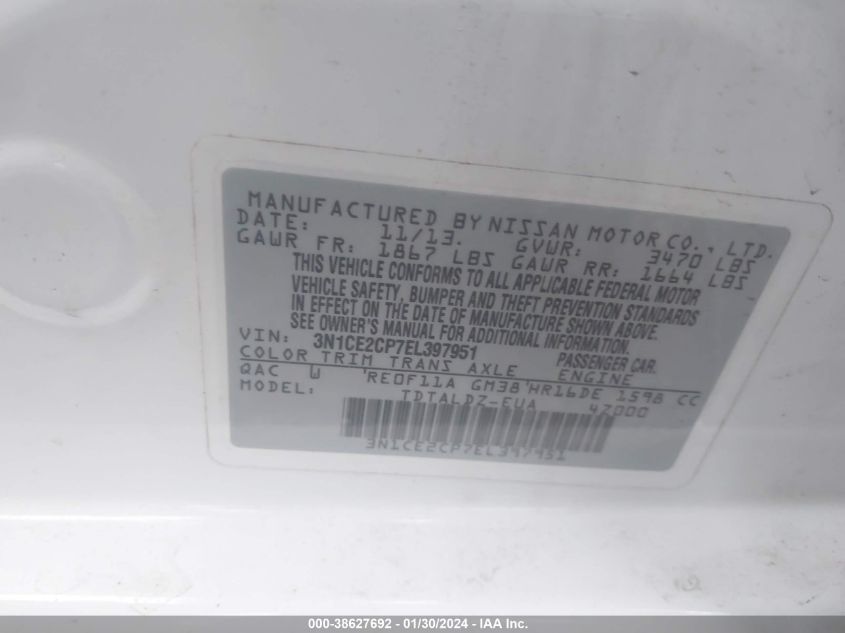 MANUFACTURED BY NISSAN MOTOR CO., LTD.
DATE: 11/13. GVWR: 3470 LBS
GAWR FR: 1867 LBS GAWR RR: 1664 LBS
THIS VEHICLE CONFORMS TO ALL APPLICABLE FEDERAL MOTOR
VEHICLE SAFETY, BUMPER AND THEFT PREVENTION STANDARDS
IN EFFECT ON THE DATE OF MANUFACTURE SHOWN ABOVE.
SEE OWNER'S MANUAL FOR ADDITIONAL INFORMATION.
VIN: 3N1CE2CP7EL397951 PASSENGER CAR.
COLOR TRIM TRANS AXLE ENGINE
QAC W 'RE0F11A GM38'HR16DE 1598 CC
MODEL: TDTALDZ-EUA 4Z000
3N1CE2CP7EL397951
000-38627692 - 01/30/2024 - IAA Inc.